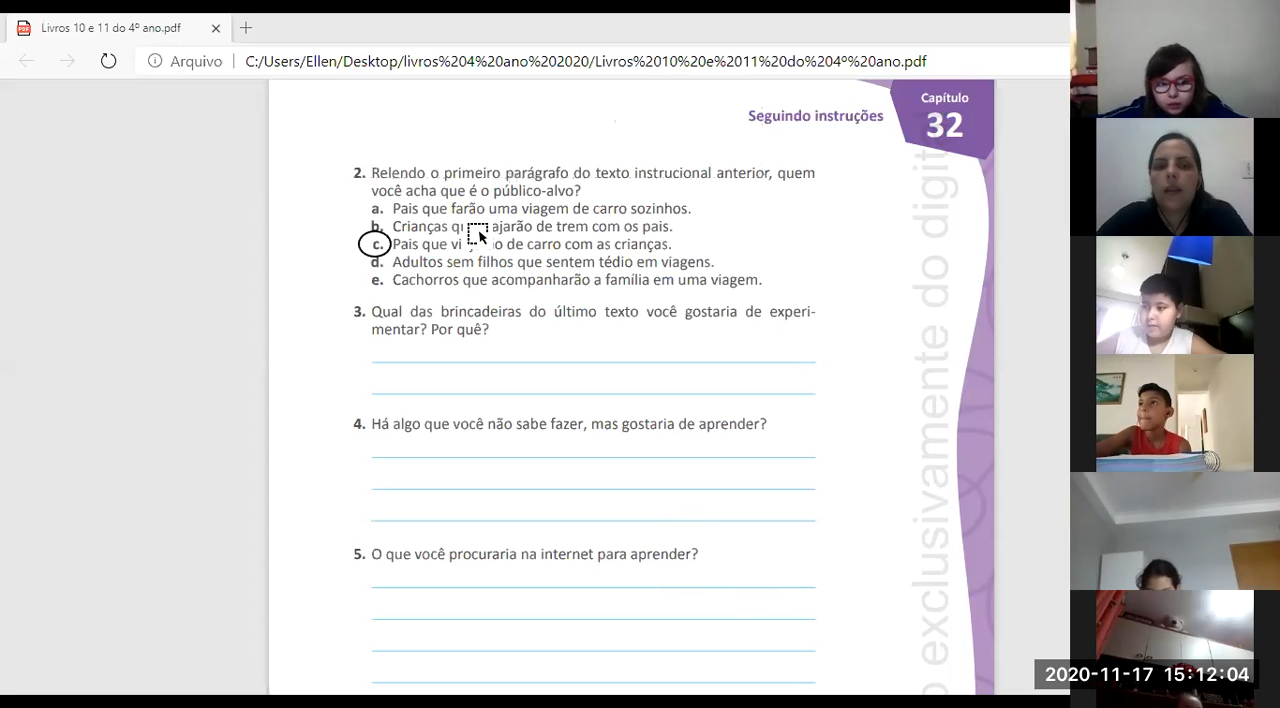 Livros 10 e 11 do 4º ano.pdf
Arquivo
C:/Users/Ellen/Desktop/livros%204%20ano%202020/Livros%2010%20e%2011%20do%204º%20ano.pdf
Seguindo instruções
Capítulo
32
2. Relendo o primeiro parágrafo do texto instrucional anterior, quem
você acha que é o público-alvo?
a. Pais que farão uma viagem de carro sozinhos.
b. Crianças ajarão de trem com os pais.
c. Pais que de carro com as crianças.
d. Adultos sem filhos que sentem tédio em viagens.
e. Cachorros que acompanharão a família em uma viagem.
3. Qual das brincadeiras do último texto você gostaria de experi-
mentar? Por quê?
4. Há algo que você não sabe fazer, mas gostaria de aprender?
5. O que você procuraria na internet para aprender?
exclusivamente do
2020-11-17 15:12:04